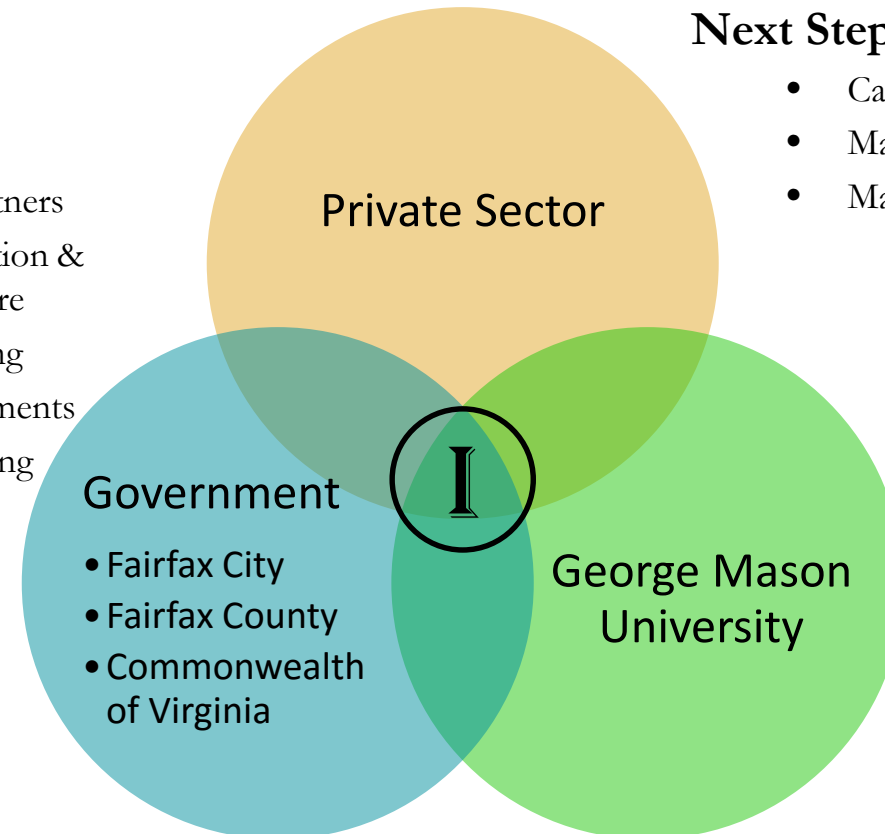 Next Step
• Ca
• Ma
• Ma
tners
tion &
re
ng
ments
ng
Private Sector
I
Government
• Fairfax City
• Fairfax County
• Commonwealth
of Virginia
George Mason
University